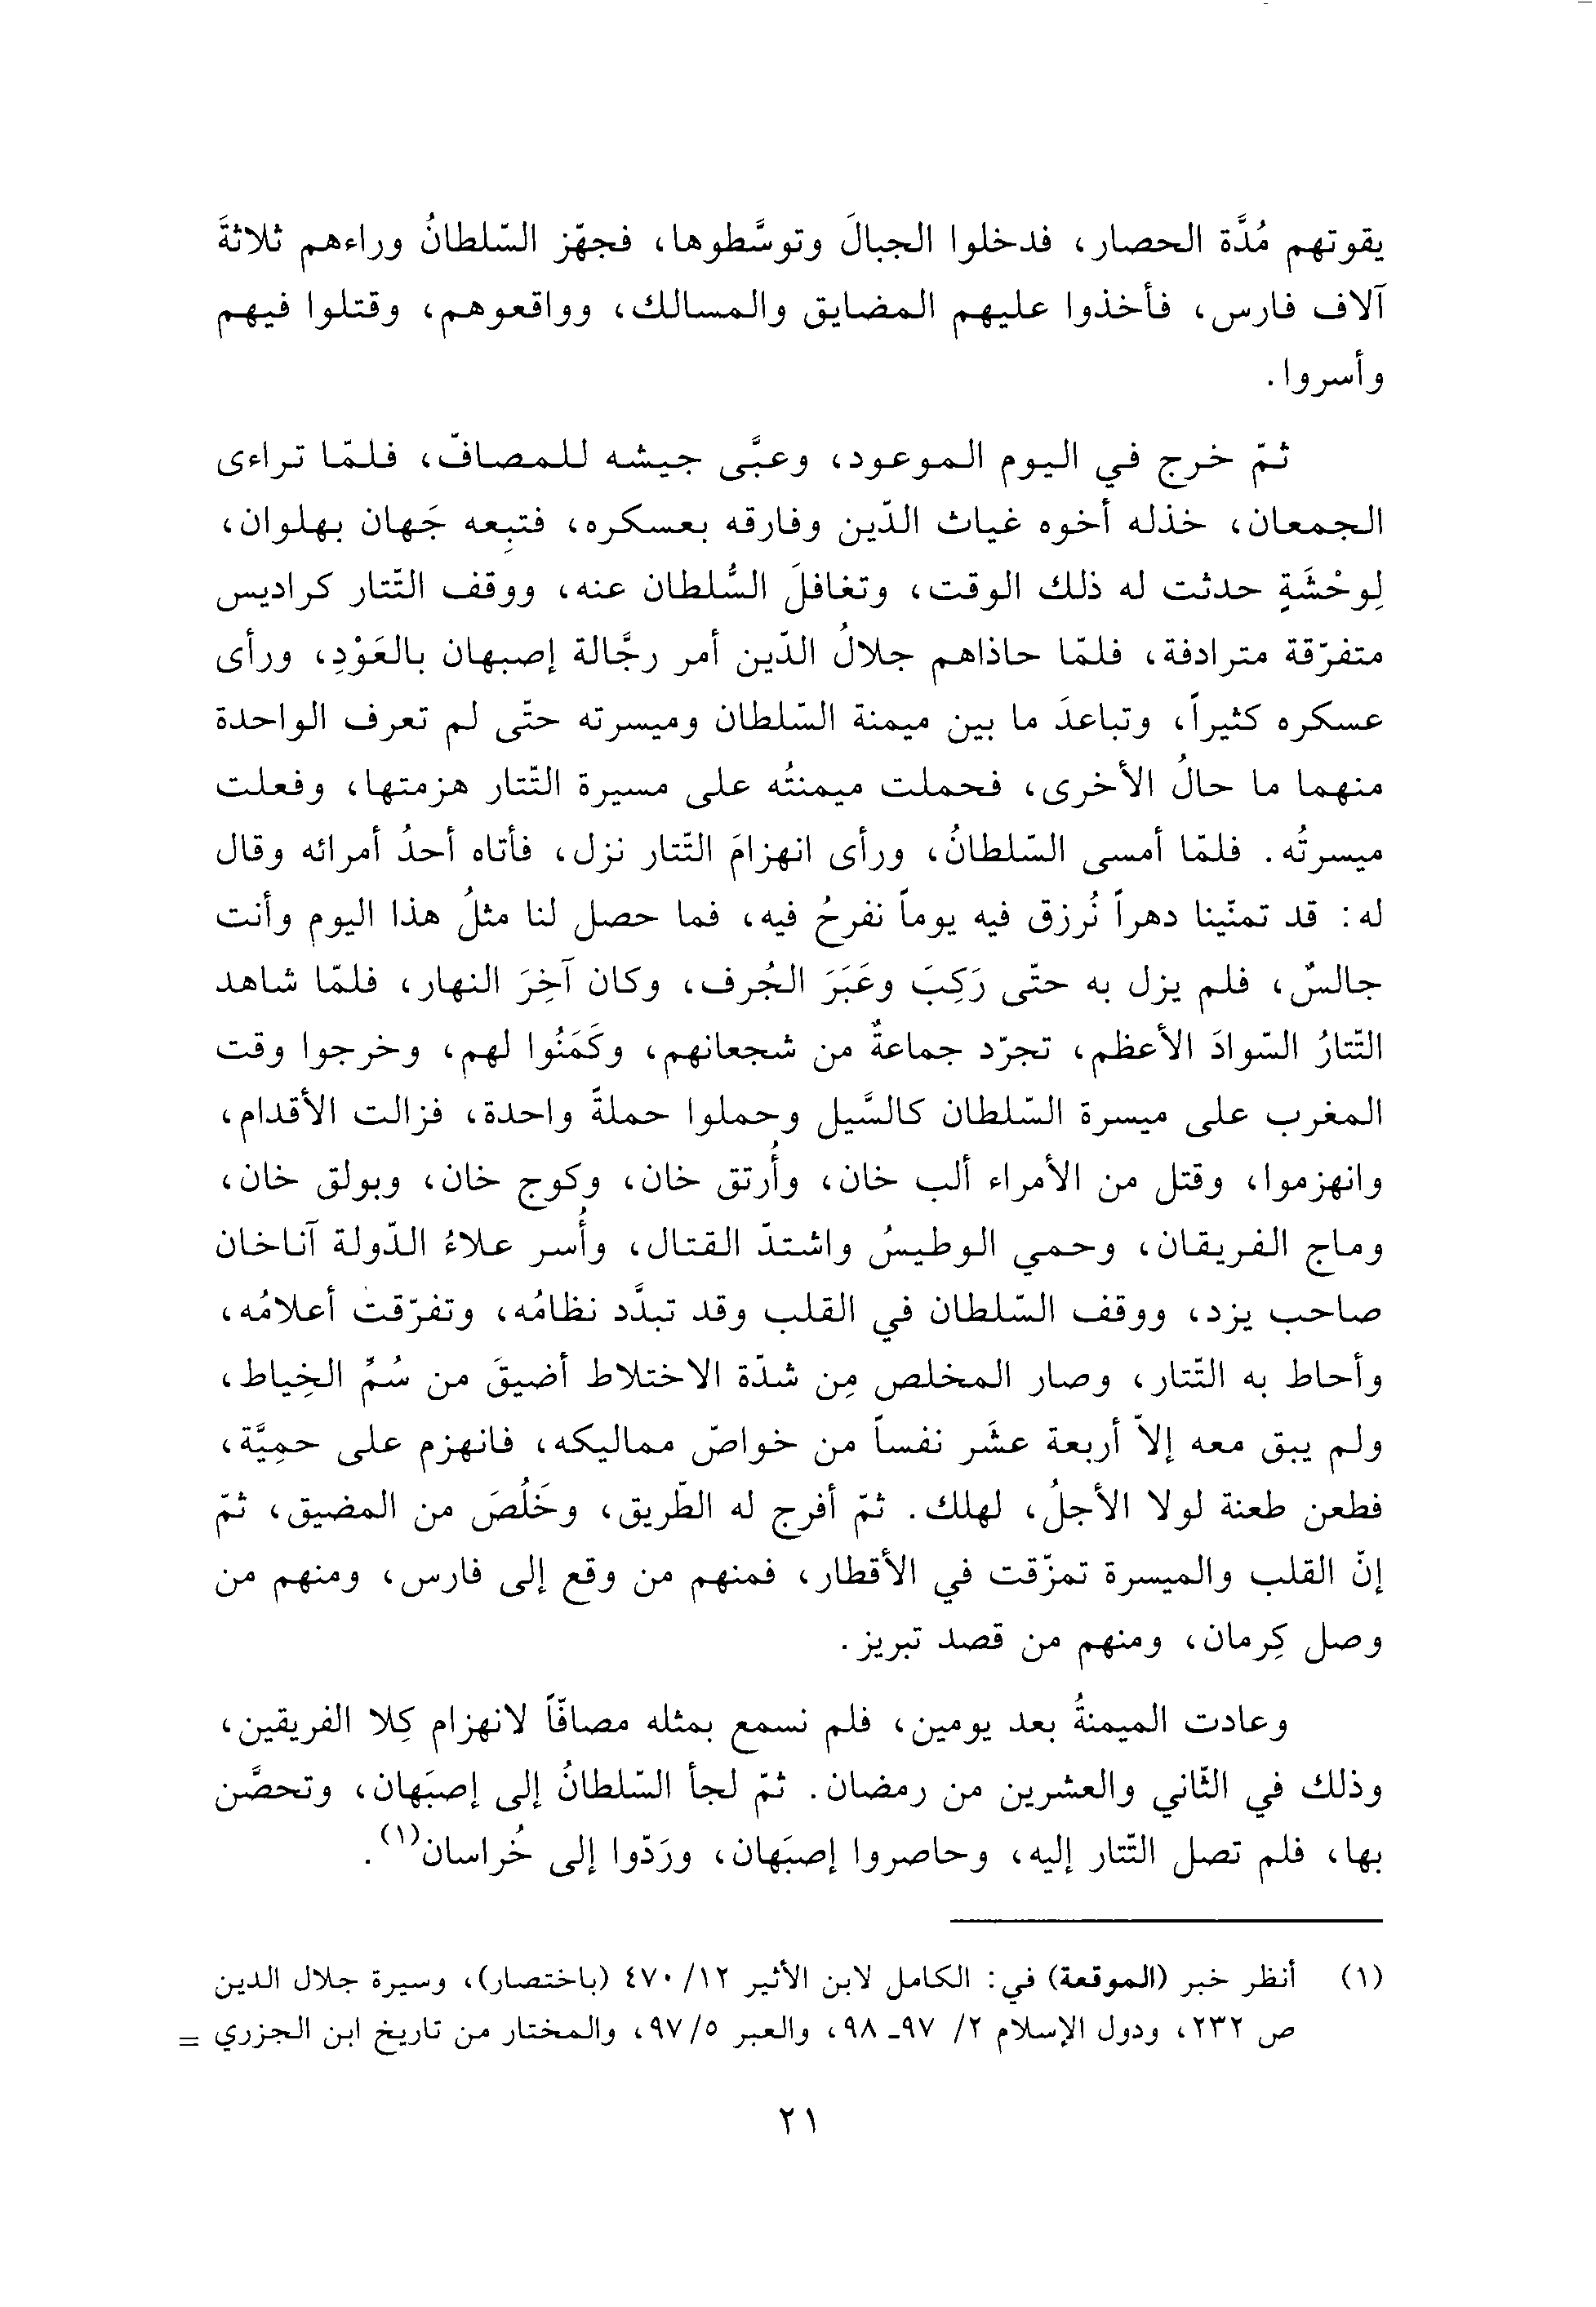 يقوتهم مُدَّة الحصار، فدخلوا الجبالَ وتوسَّطوها، فجهّز السّلطانُ وراءهم ثلاثةَ
آلاف فارس، فأخذوا عليهم المضايق والمسالك، وواقعوهم، وقتلوا فيهم
وأسروا.
ثمّ خرج في اليوم الموعود، وعبَّى جيشه للمصافّ، فلمّا تراءى
الجمعان، خذله أخوه غياث الدّين وفارقه بعسكره، فتبِعه جَهان بهلوان،
لِوحْشَةٍ حدثت له ذلك الوقت، وتغافلَ السُّلطان عنه، ووقف التّتار كراديس
متفرّقة مترادفة، فلمّا حاذاهم جلالُ الدّين أمر رجَّالة إصبهان بالعَوْدِ، ورأى
عسكره كثيراً، وتباعدَ ما بين ميمنة السّلطان وميسرته حتّى لم تعرف الواحدة
منهما ما حالُ الأخرى، فحملت ميمنتُه على مسيرة التّتار هزمتها، وفعلت
ميسرتُه. فلمّا أمسى السّلطانُ، ورأى انهزامَ التّتار نزل، فأتاه أحدُ أمرائه وقال
له: قد تمنّينا دهراً نُرزق فيه يوماً نفرحُ فيه، فما حصل لنا مثلُ هذا اليوم وأنت
جالسٌ، فلم يزل به حتّى رَكِبَ وعَبَرَ الجُرف، وكان آخِرَ النهار، فلمّا شاهد
التّتارُ السّوادَ الأعظم، تجرّد جماعةٌ من شجعانهم، وكَمَنُوا لهم، وخرجوا وقت
المغرب على ميسرة السّلطان كالسَّيل وحملوا حملةً واحدة، فزالت الأقدام،
وانهزموا، وقتل من الأمراء ألب خان، وأُرتق خان، وكوج خان، وبولق خان،
وماج الفريقان، وحمي الوطيسُ واشتدّ القتال، وأُسر علاءُ الدّولة آناخان
صاحب يزد، ووقف السّلطان في القلب وقد تبدَّد نظامُه، وتفرّقت أعلامُه،
وأحاط به التّتار، وصار المخلص مِن شدّة الاختلاط أضيقَ من سُمِّ الخِياط،
ولم يبق معه إلاّ أربعة عشَر نفساً من خواصّ مماليكه، فانهزم على حمِيَّة،
فطعن طعنة لولا الأجلُ، لهلك. ثمّ أفرج له الطّريق، وخَلُصَ من المضيق، ثمّ
إنّ القلب والميسرة تمزّقت في الأقطار، فمنهم من وقع إلى فارس، ومنهم من
وصل كِرمان، ومنهم من قصد تبريز.
وعادت الميمنةُ بعد يومين، فلم نسمع بمثله مصافّاً لانهزام كِلا الفريقين،
وذلك في الثّاني والعشرين من رمضان. ثمّ لجأ السّلطانُ إلى إصبَهان، وتحصَّن
بها، فلم تصل التّتار إليه، وحاصروا إصبَهان، ورَدّوا إلى خُراسان(١).
(١) أنظر خبر (الموقعة) في: الكامل لابن الأثير ١٢/ ٤٧٠ (باختصار)، وسيرة جلال الدين
ص ٢٣٢، ودول الإسلام ٢/ ٩٧ـ ٩٨، والعبر ٥/ ٩٧، والمختار من تاريخ ابن الجزري =
٢١